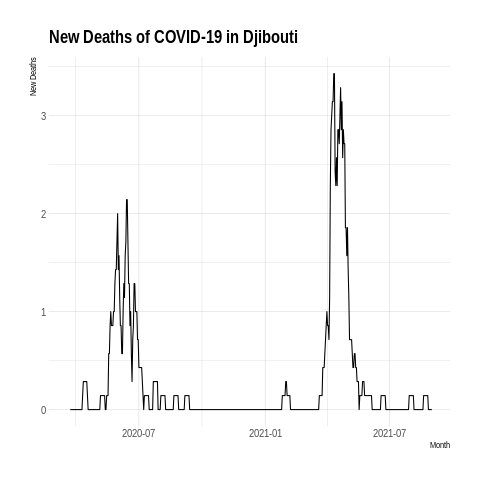 New Deaths of COVID-19 in Djibouti
New Deaths
3
2
1
0
2020-07
2021-01
2021-07
Month